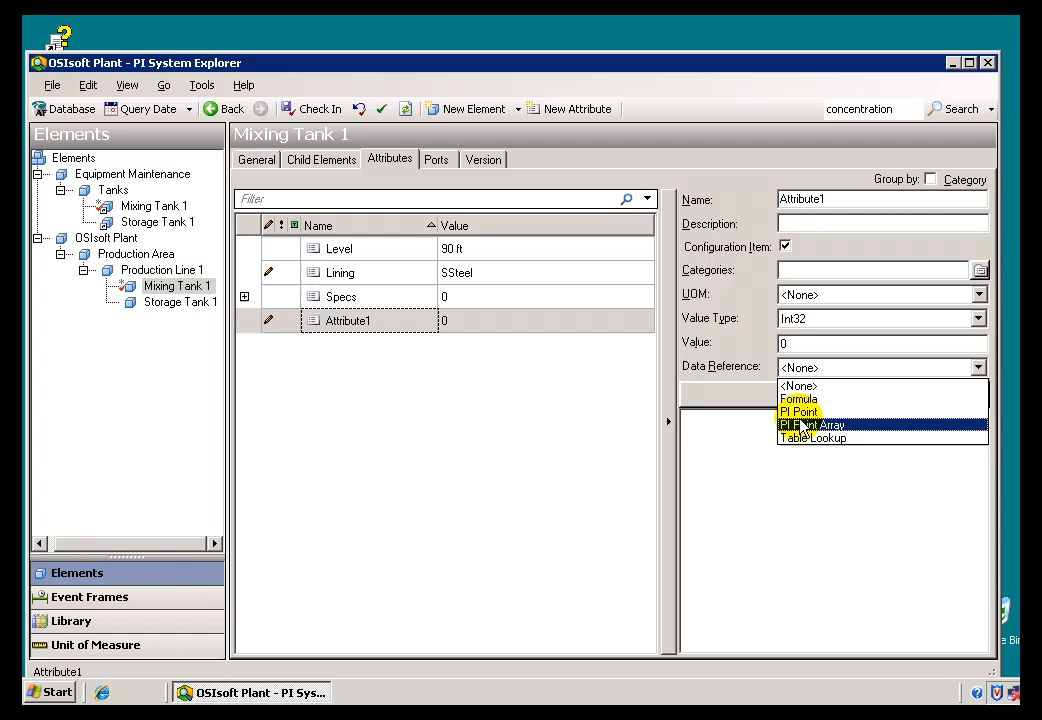 OSIsoft Plant - PI System Explorer
File Edit View Go Tools Help
Database Query Date Back Check In New Element New Attribute concentration Search
Elements
Mixing Tank 1
Elements
Equipment Maintenance
Tanks
Mixing Tank 1
Storage Tank 1
OSIsoft Plant
Production Area
Production Line 1
Mixing Tank 1
Storage Tank 1
General Child Elements Attributes Ports Version
Group by: Category
Filter
Name Value
Level 90 ft
Lining SSteel
Specs 0
Attribute1 0
Name: Attribute1
Description:
Configuration Item:
Categories:
UOM: <None>
Value Type: Int32
Value: 0
Data Reference: <None>
<None>
Formula
PI Point
PI Point Array
Table Lookup
Elements
Event Frames
Library
Unit of Measure
Attribute1
Start OSIsoft Plant - PI Sys...